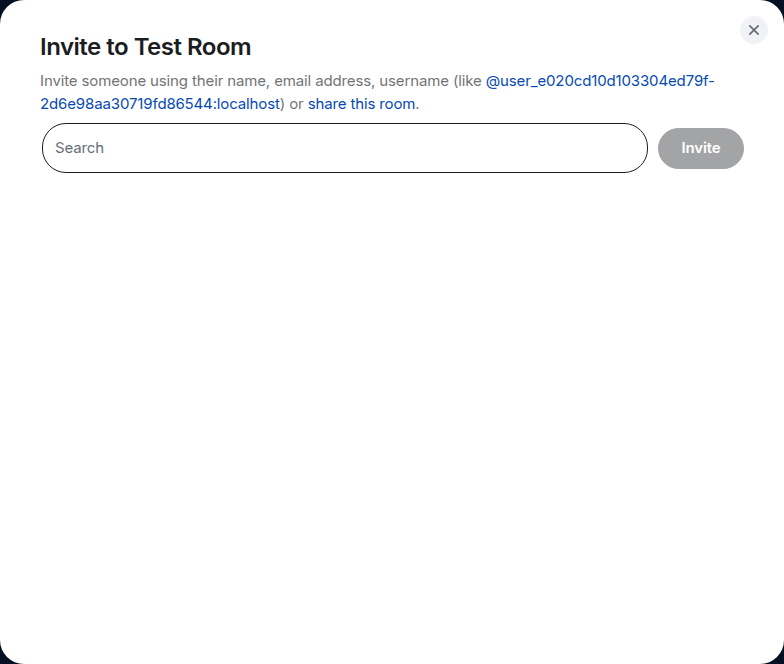 Invite to Test Room
Invite someone using their name, email address, username (like @user_e020cd10d103304ed79f-
2d6e98aa30719fd86544:localhost) or share this room.
Search
Invite